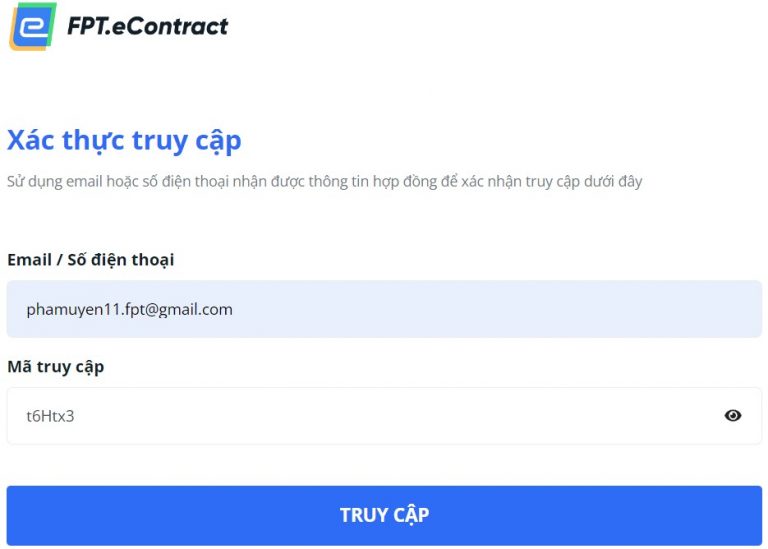 FPT.eContract
Xác thực truy cập
Sử dụng email hoặc số điện thoại nhận được thông tin hợp đồng để xác nhận truy cập dưới đây
Email / Số điện thoại
phamuyen11.fpt@gmail.com
Mã truy cập
t6Htx3
TRUY CẬP